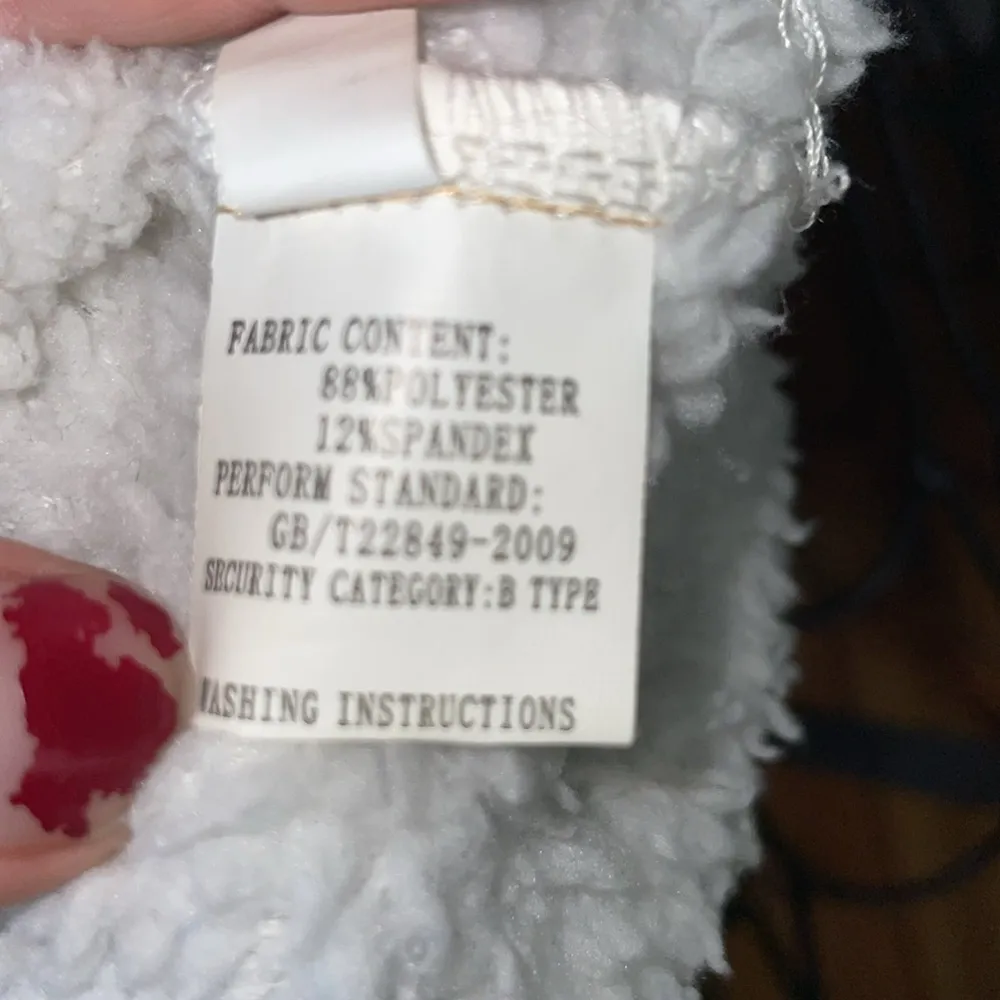 FABRIC CONTENT:
88%POLYESTER
12%SPANDEX
PERFORM STANDARD:
GB/T22849-2009
SECURITY CATEGORY:B TYPE
WASHING INSTRUCTIONS